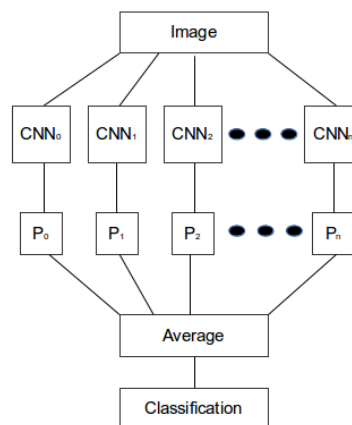 Image
CNN₀ CNN₁ CNN₂ CNNₙ
P₀ P₁ P₂ Pₙ
Average
Classification